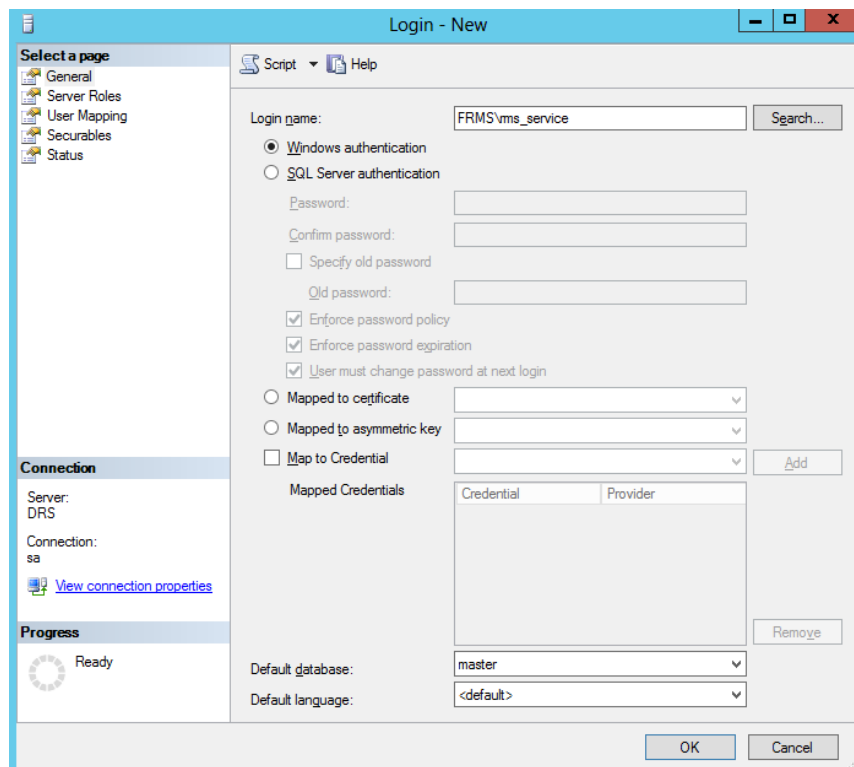 Login - New
Select a page
General
Server Roles
User Mapping
Securables
Status
Script
Help
Login name:
FRMS\rms_service
Search...
Windows authentication
SQL Server authentication
Password:
Confirm password:
Specify old password
Old password:
Enforce password policy
Enforce password expiration
User must change password at next login
Mapped to certificate
Mapped to asymmetric key
Map to Credential
Add
Mapped Credentials
Credential
Provider
Remove
Default database:
master
Default language:
<default>
Connection
Server:
DRS
Connection:
sa
View connection properties
Progress
Ready
OK
Cancel